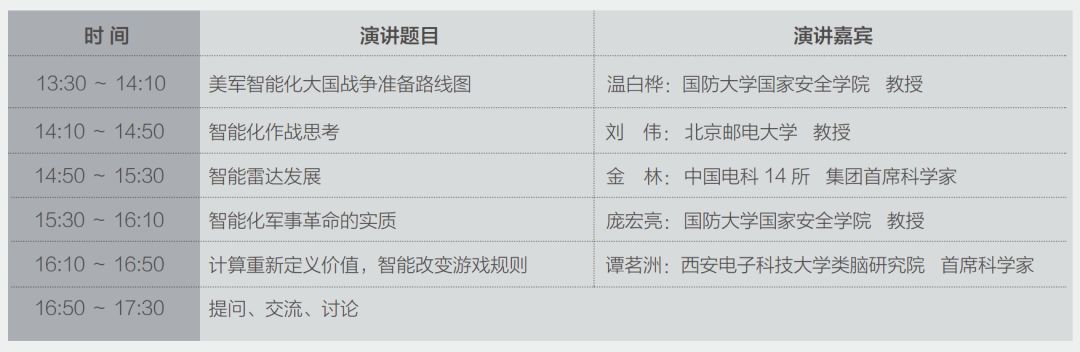 时 间 演讲题目 演讲嘉宾
13:30 ~ 14:10 美军智能化大国战争准备路线图 温白桦：国防大学国家安全学院 教授
14:10 ~ 14:50 智能化作战思考 刘 伟：北京邮电大学 教授
14:50 ~ 15:30 智能雷达发展 金 林：中国电科 14 所 集团首席科学家
15:30 ~ 16:10 智能化军事革命的实质 庞宏亮：国防大学国家安全学院 教授
16:10 ~ 16:50 计算重新定义价值，智能改变游戏规则 谭茗洲：西安电子科技大学类脑研究院 首席科学家
16:50 ~ 17:30 提问、交流、讨论